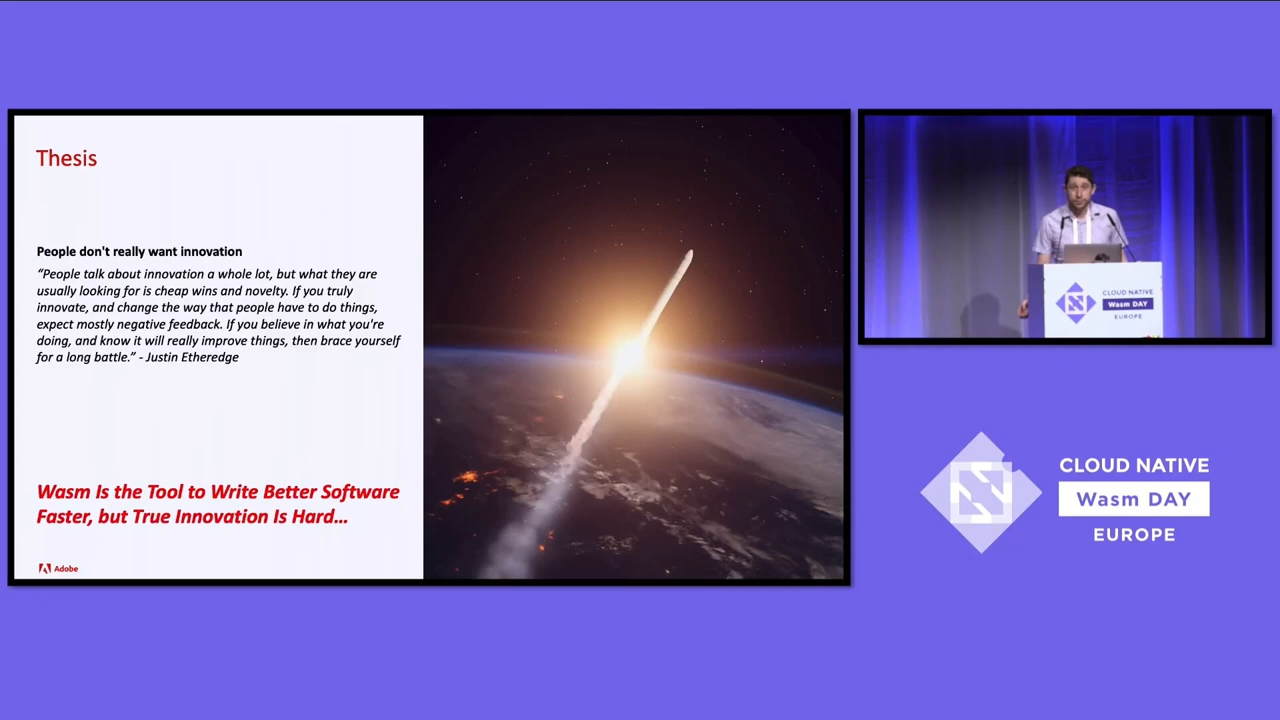 Thesis
People don't really want innovation
“People talk about innovation a whole lot, but what they are
usually looking for is cheap wins and novelty. If you truly
innovate, and change the way that people have to do things,
expect mostly negative feedback. If you believe in what you're
doing, and know it will really improve things, then brace yourself
for a long battle.” - Justin Etheredge
Wasm Is the Tool to Write Better Software
Faster, but True Innovation Is Hard...
Adobe
CLOUD NATIVE
Wasm DAY
EUROPE
CLOUD NATIVE
Wasm DAY
EUROPE